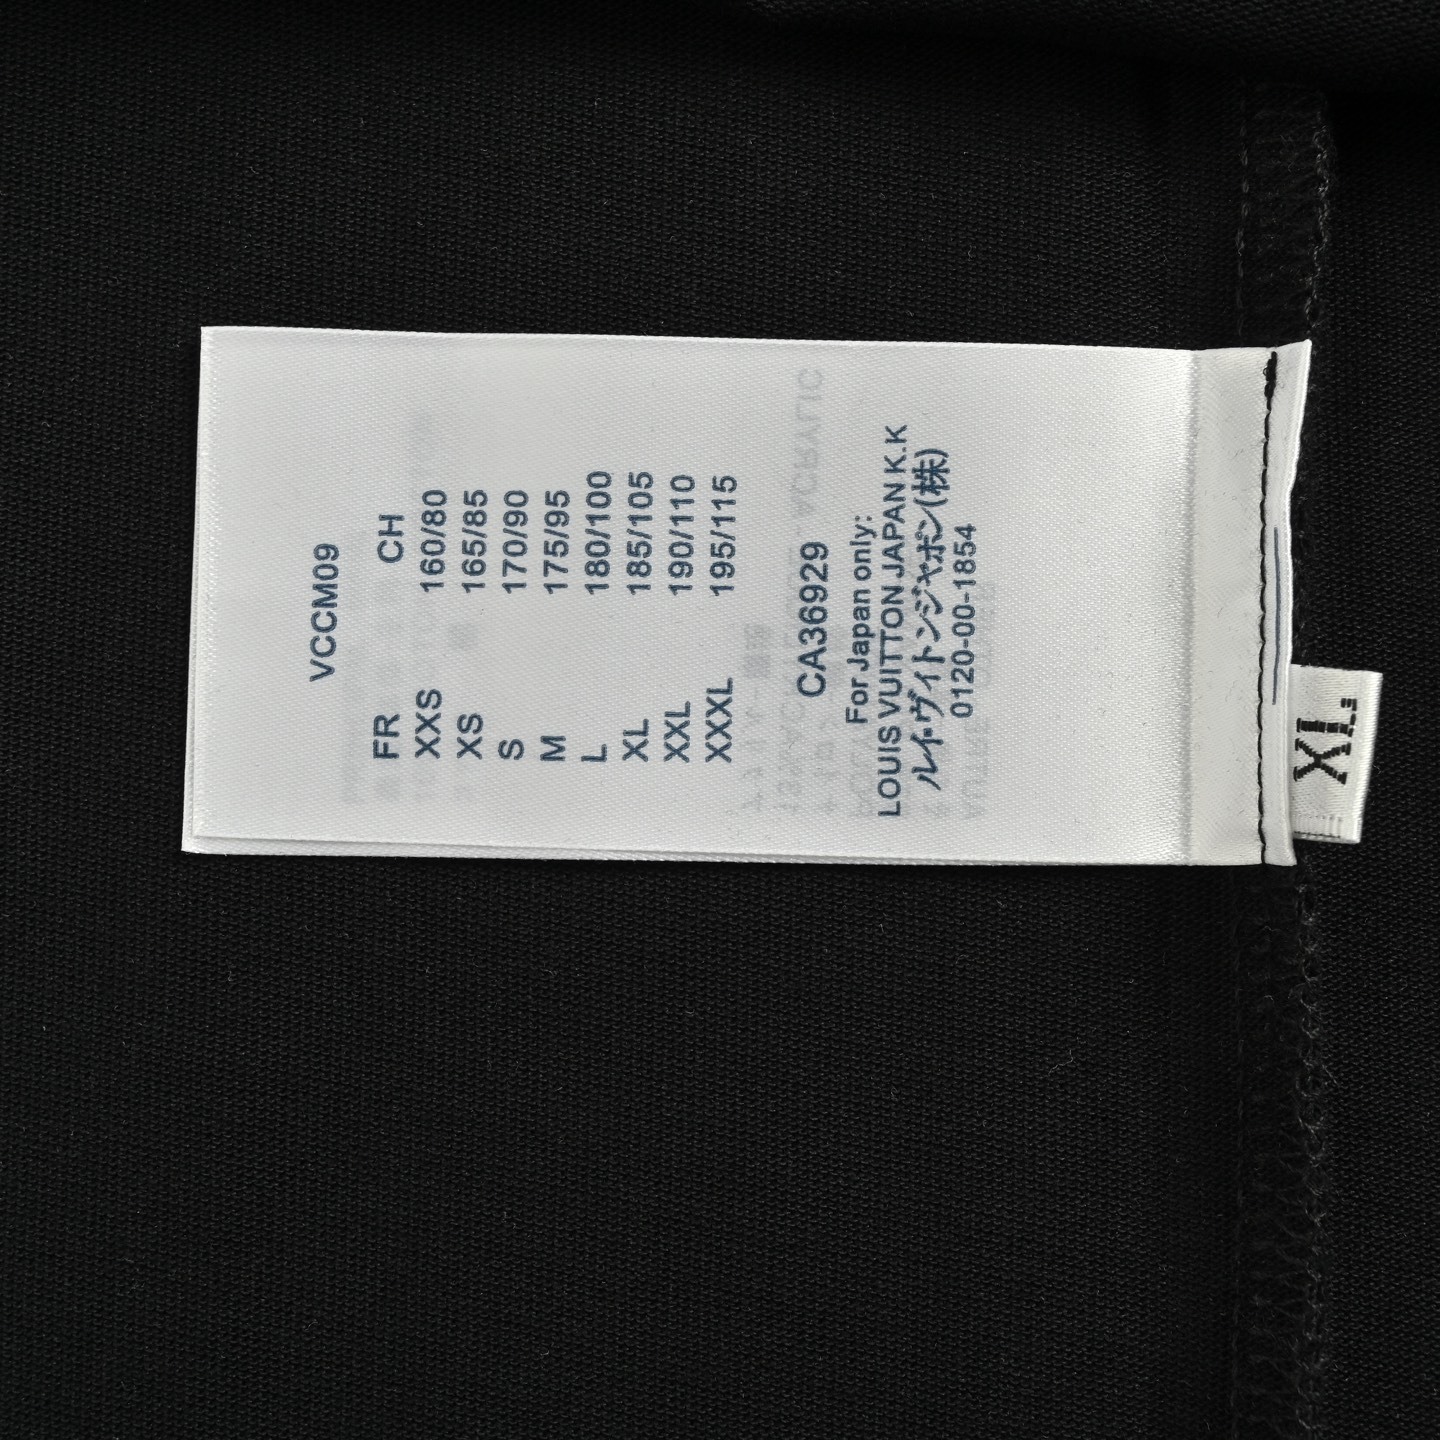 VCCM09
FR CH
XXS 160/80
XS 165/85
S 170/90
M 175/95
L 180/100
XL 185/105
XXL 190/110
XXXL 195/115
CA36929
For Japan only:
LOUIS VUITTON JAPAN K.K
ルイ・ヴィトンジャポン(株)
0120-00-1854
XL